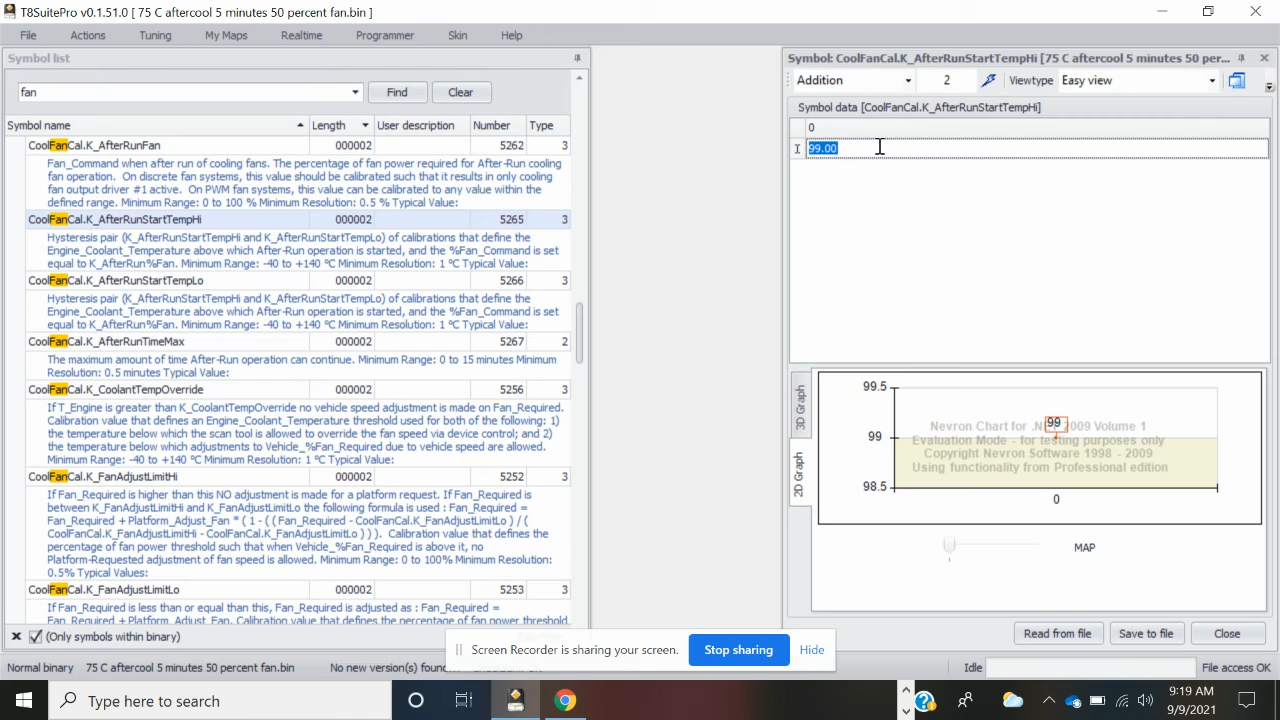 T8SuitePro v0.1.51.0 [ 75 C aftercool 5 minutes 50 percent fan.bin ]
File Actions Tuning My Maps Realtime Programmer Skin Help
Symbol list
fan Find Clear
Symbol name Length User description Number Type
CoolFanCal.K_AfterRunFan 000002 5262 3
Fan_Command when after run of cooling fans. The percentage of fan power required for After-Run cooling
fan operation. On discrete fan systems, this value should be calibrated such that it results in only cooling
fan output driver #1 active. On PWM fan systems, this value can be calibrated to any value within the
defined range. Minimum Range: 0 to 100 % Minimum Resolution: 0.5 % Typical Value:
CoolFanCal.K_AfterRunStartTempHi 000002 5265 3
Hysteresis pair (K_AfterRunStartTempHi and K_AfterRunStartTempLo) of calibrations that define the
Engine_Coolant_Temperature above which After-Run operation is started, and the %Fan_Command is set
equal to K_AfterRun%Fan. Minimum Range: -40 to +140 ºC Minimum Resolution: 1 ºC Typical Value:
CoolFanCal.K_AfterRunStartTempLo 000002 5266 3
Hysteresis pair (K_AfterRunStartTempHi and K_AfterRunStartTempLo) of calibrations that define the
Engine_Coolant_Temperature above which After-Run operation is started, and the %Fan_Command is set
equal to K_AfterRun%Fan. Minimum Range: -40 to +140 ºC Minimum Resolution: 1 ºC Typical Value:
CoolFanCal.K_AfterRunTimeMax 000002 5267 2
The maximum amount of time After-Run operation can continue. Minimum Range: 0 to 15 minutes Minimum
Resolution: 0.5 minutes Typical Value:
CoolFanCal.K_CoolantTempOverride 000002 5256 3
If T_Engine is greater than K_CoolantTempOverride no vehicle speed adjustment is made on Fan_Required.
Calibration value that defines an Engine_Coolant_Temperature threshold used for both of the following: 1)
the temperature below which the scan tool is allowed to override the fan speed via device control; and 2)
the temperature below which adjustments to Vehicle_%Fan_Required due to vehicle speed are allowed.
Minimum Range: -40 to +140 ºC Minimum Resolution: 1 ºC Typical Value:
CoolFanCal.K_FanAdjustLimitHi 000002 5252 3
If Fan_Required is higher than this NO adjustment is made for a platform request. If Fan_Required is
between K_FanAdjustLimitHi and K_FanAdjustLimitLo the following formula is used : Fan_Required =
Fan_Required + Platform_Adjust_Fan * ( 1 - ( ( Fan_Required - CoolFanCal.K_FanAdjustLimitLo ) / (
CoolFanCal.K_FanAdjustLimitHi - CoolFanCal.K_FanAdjustLimitLo ) ) ). Calibration value that defines the
percentage of fan power threshold such that when Vehicle_%Fan_Required is above it, no
Platform-Requested adjustment of fan speed is allowed. Minimum Range: 0 to 100% Minimum Resolution:
0.5% Typical Values:
CoolFanCal.K_FanAdjustLimitLo 000002 5253 3
If Fan_Required is less than or equal than this, Fan_Required is adjusted as : Fan_Required =
Fan_Required + Platform_Adjust_Fan. Calibration value that defines the percentage of fan power threshold,
(Only symbols within binary)
Symbol: CoolFanCal.K_AfterRunStartTempHi [75 C aftercool 5 minutes 50 per...
Addition 2 Viewtype Easy view
Symbol data [CoolFanCal.K_AfterRunStartTempHi]
0
99.00
3D Graph
2D Graph
99.5
99
98.5
99
0
Nevron Chart for .NET 2009 Volume 1
Evaluation Mode - for testing purposes only
Copyright Nevron Software 1998 - 2009
Using functionality from Professional edition
MAP
Read from file Save to file Close
Screen Recorder is sharing your screen. Stop sharing Hide
Normal binary 75 C aftercool 5 minutes 50 percent fan.bin No new version(s) foun Idle File access OK
Type here to search
9:19 AM
9/9/2021